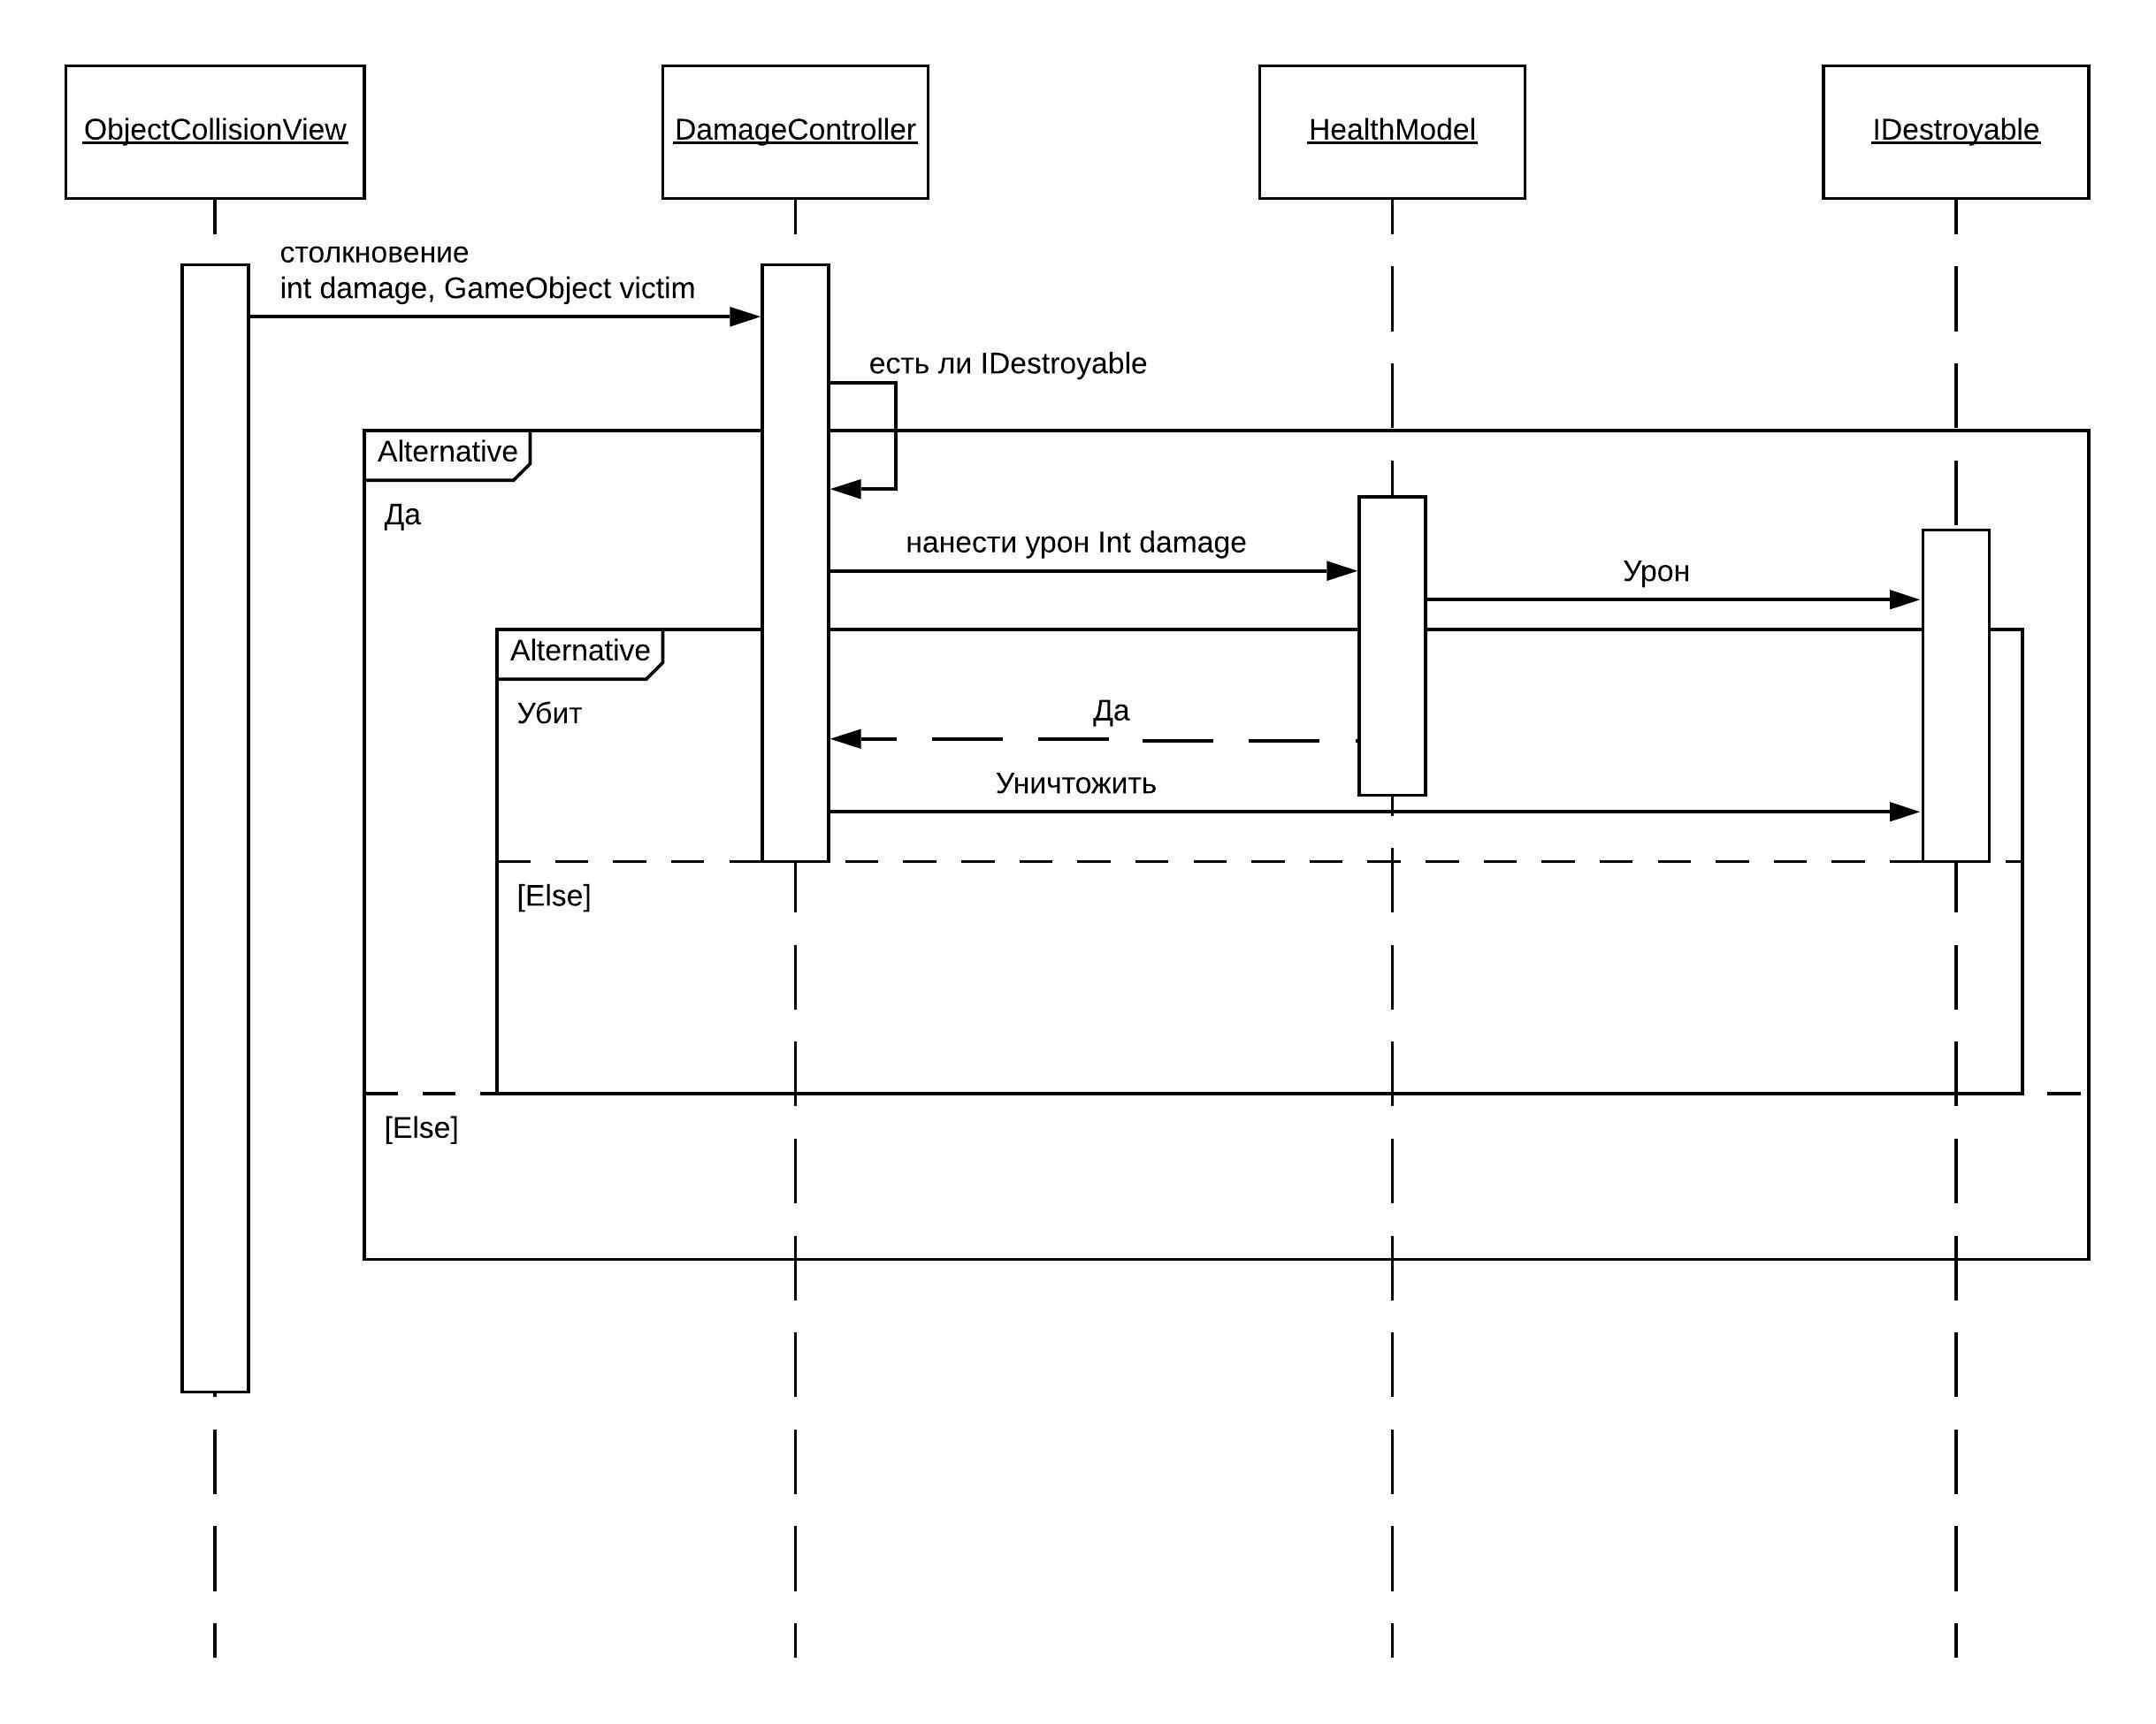 ObjectCollisionView
DamageController
HealthModel
IDestroyable
столкновение
int damage, GameObject victim
есть ли IDestroyable
Alternative
Да
нанести урон Int damage
Урон
Alternative
Убит
Да
Уничтожить
[Else]
[Else]